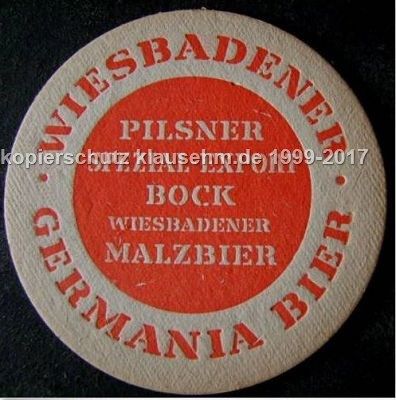 WIESBADENER
PILSNER
kopierschutz klausehm.de 1999-2017
SPEZIAL-EXPORT
BOCK
WIESBADENER
MALZBIER
· GERMANIA BIER ·